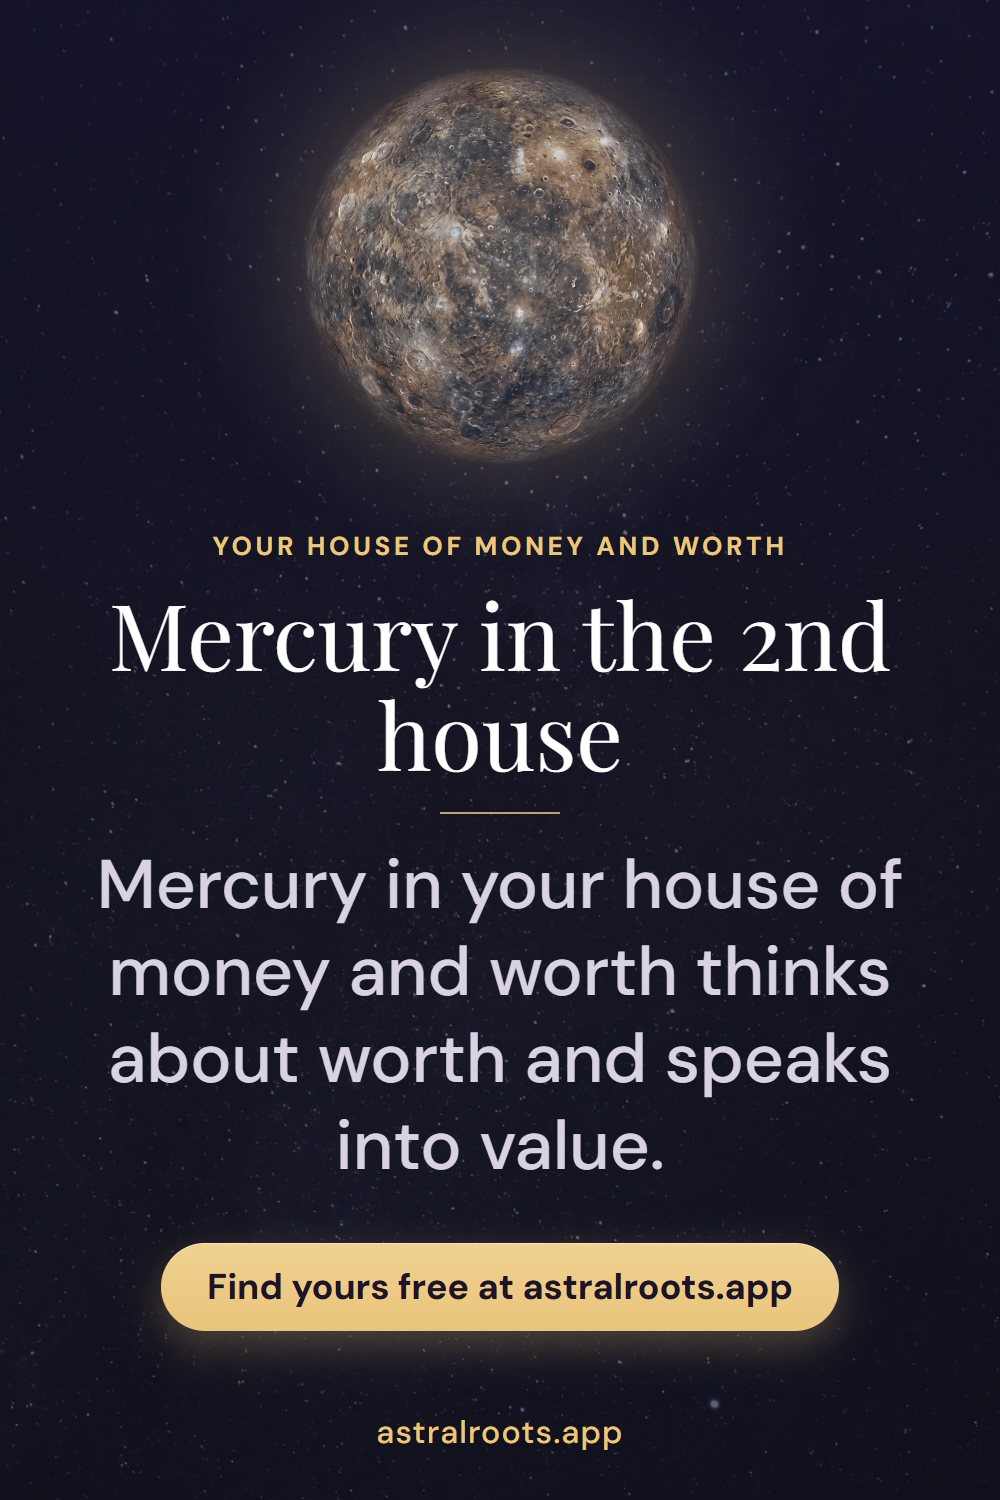 YOUR HOUSE OF MONEY AND WORTH
Mercury in the 2nd
house
Mercury in your house of
money and worth thinks
about worth and speaks
into value.
Find yours free at astralroots.app
astralroots.app